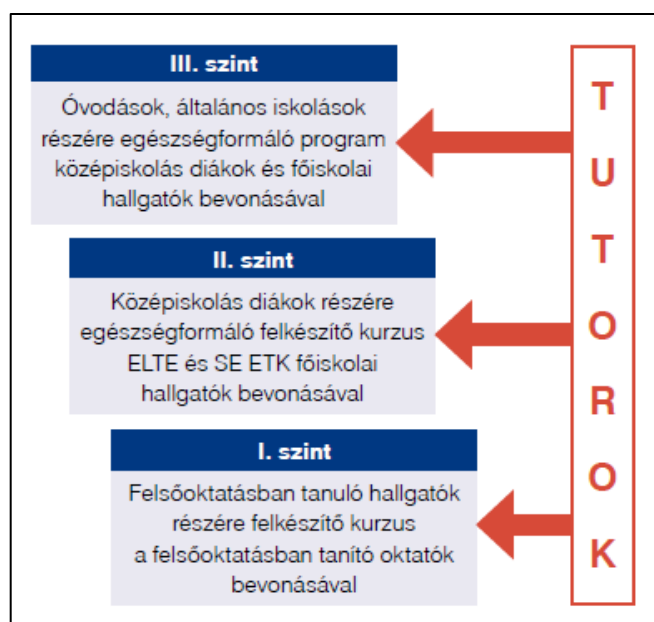 III. szint
Óvodások, általános iskolások
részére egészségformáló program
középiskolás diákok és főiskolai
hallgatók bevonásával
II. szint
Középiskolás diákok részére
egészségformáló felkészítő kurzus
ELTE és SE ETK főiskolai
hallgatók bevonásával
I. szint
Felsőoktatásban tanuló hallgatók
részére felkészítő kurzus
a felsőoktatásban tanító oktatók
bevonásával
T
U
T
O
R
O
K